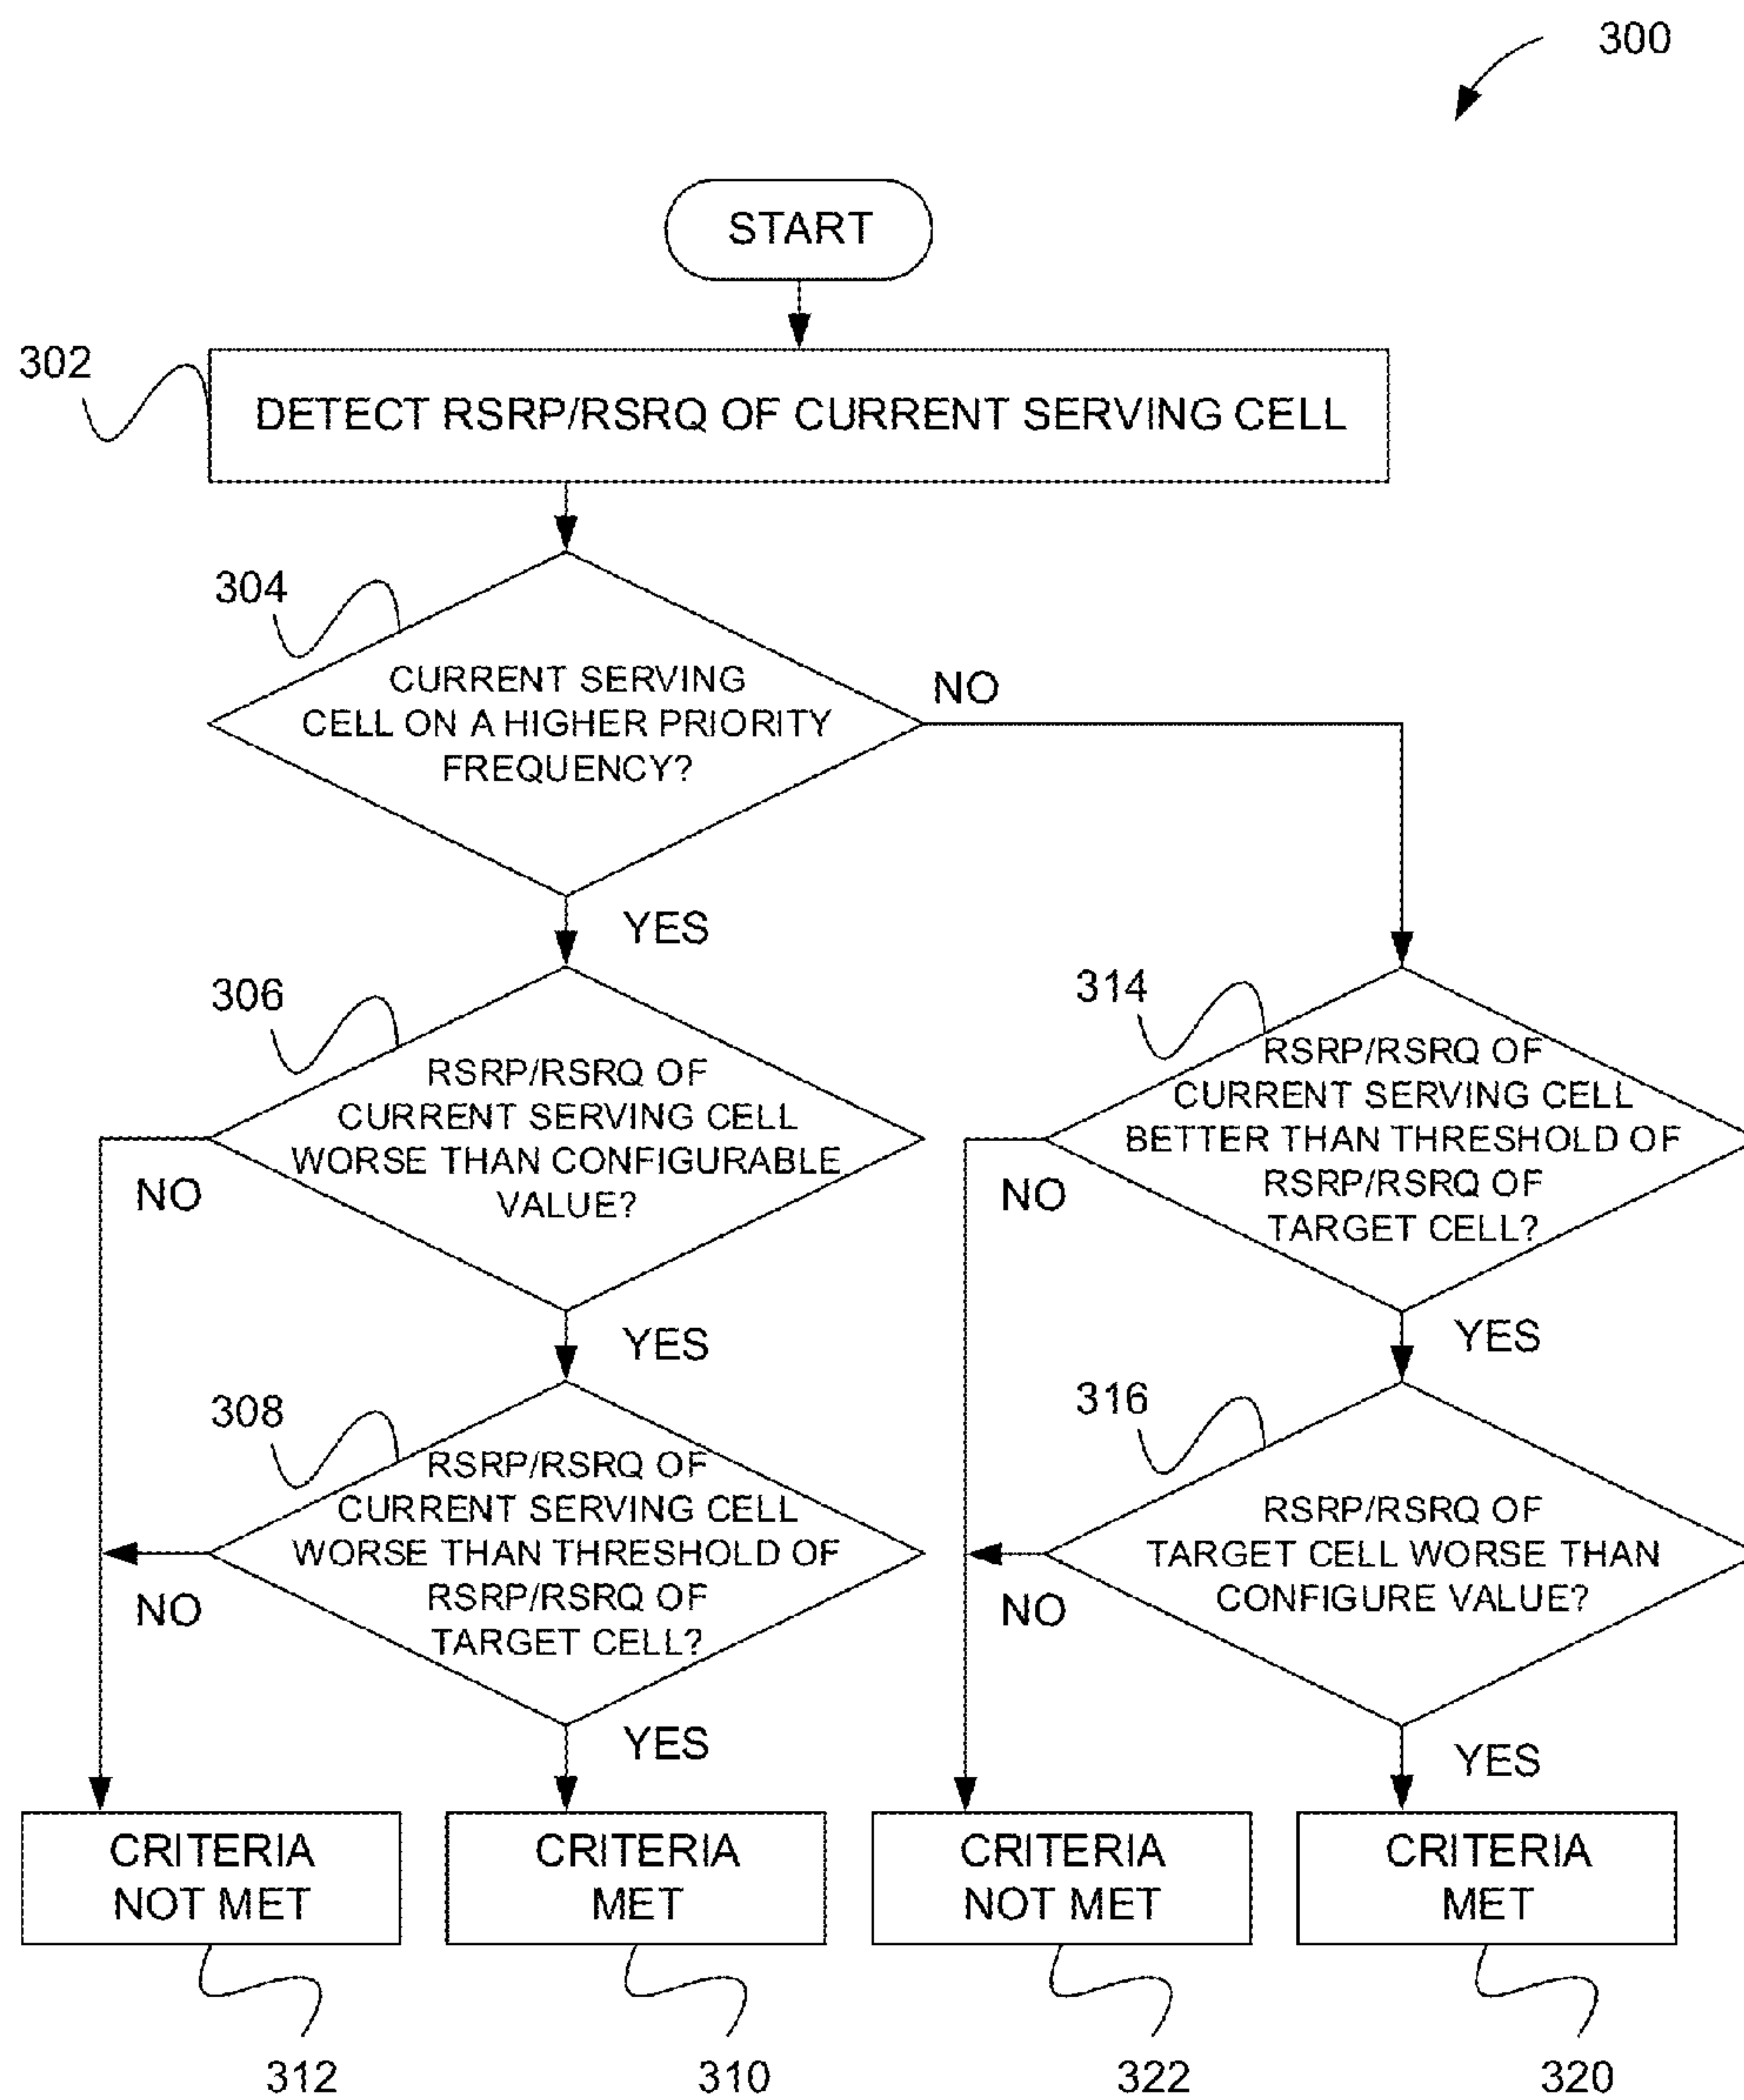 300
START
302
DETECT RSRP/RSRQ OF CURRENT SERVING CELL
304
CURRENT SERVING
CELL ON A HIGHER PRIORITY
FREQUENCY?
NO
YES
306
RSRP/RSRQ OF
CURRENT SERVING CELL
WORSE THAN CONFIGURABLE
VALUE?
NO
YES
314
RSRP/RSRQ OF
CURRENT SERVING CELL
BETTER THAN THRESHOLD OF
RSRP/RSRQ OF
TARGET CELL?
NO
YES
308
RSRP/RSRQ OF
CURRENT SERVING CELL
WORSE THAN THRESHOLD OF
RSRP/RSRQ OF
TARGET CELL?
NO
YES
316
RSRP/RSRQ OF
TARGET CELL WORSE THAN
CONFIGURE VALUE?
NO
YES
CRITERIA
NOT MET
CRITERIA
MET
CRITERIA
NOT MET
CRITERIA
MET
312
310
322
320